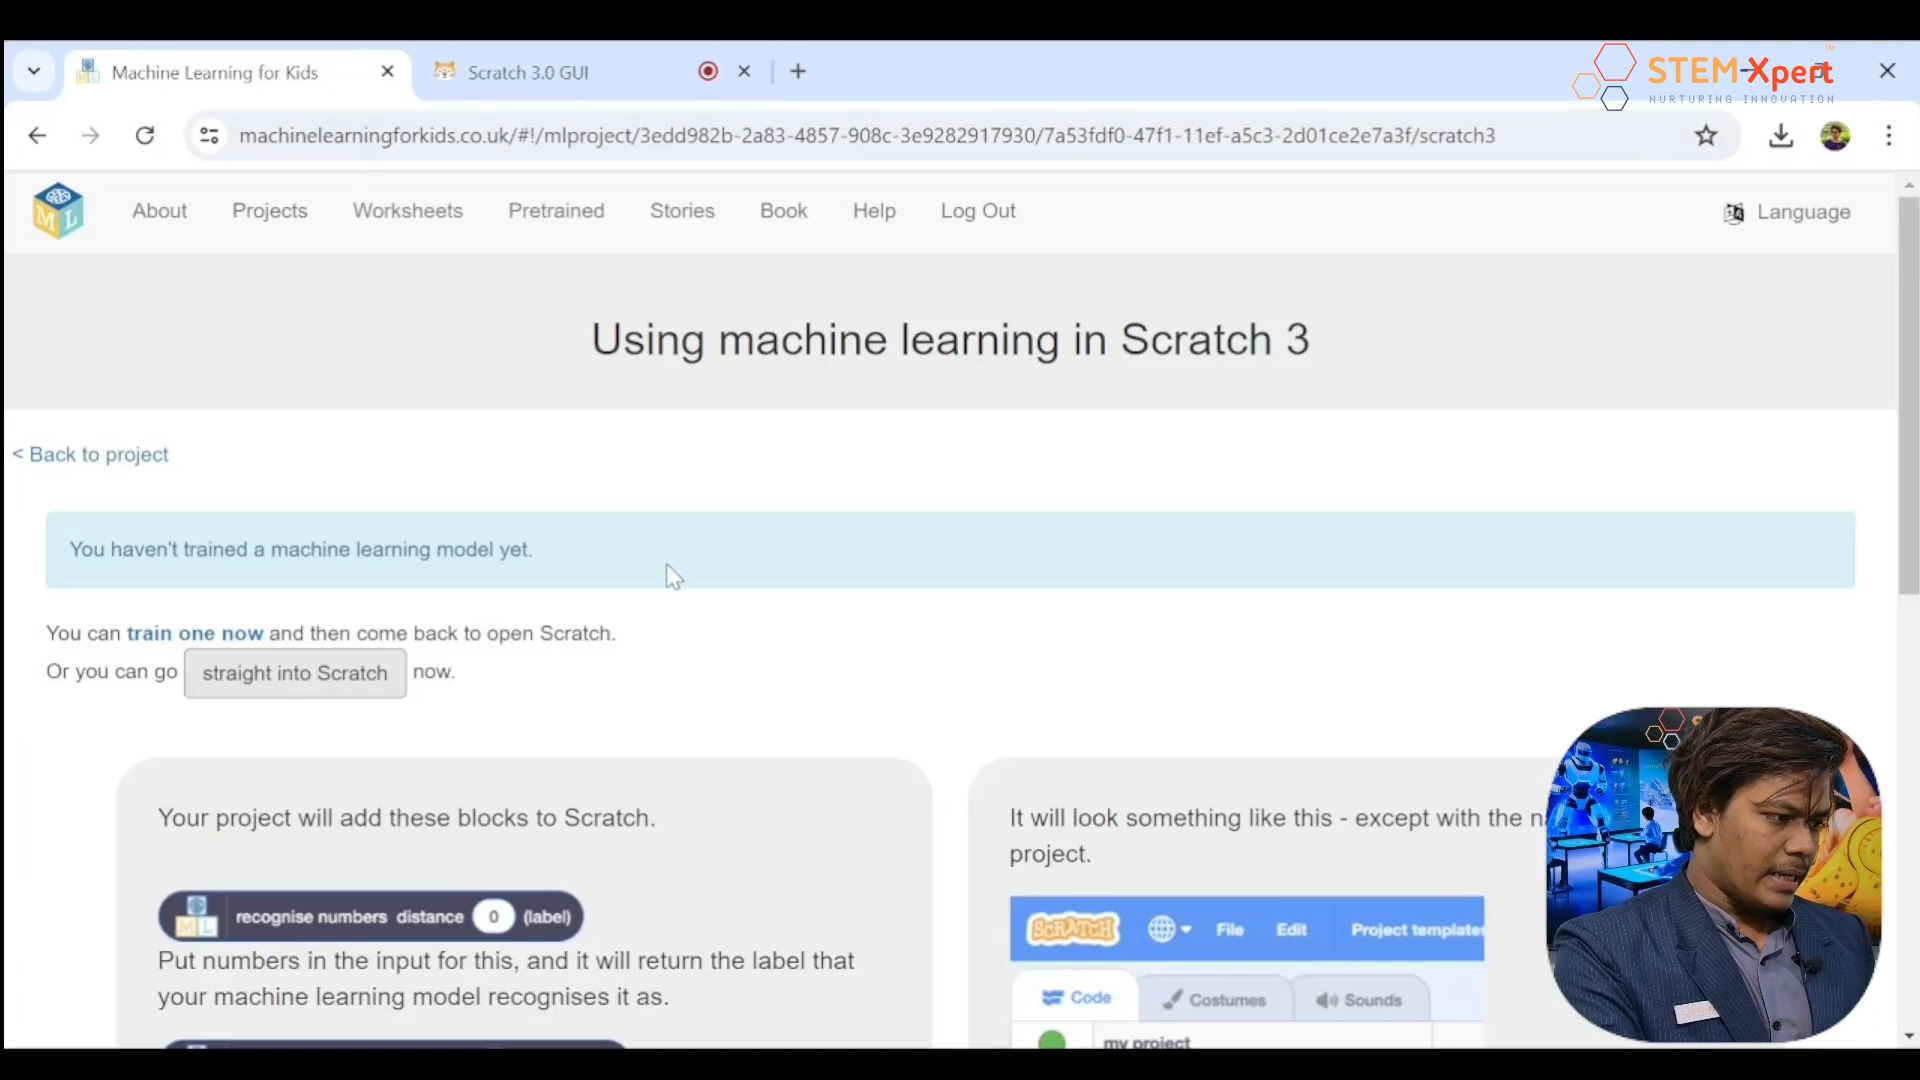 Machine Learning for Kids
Scratch 3.0 GUI
STEM-Xpert
TM
NURTURING INNOVATION
machinelearningforkids.co.uk/#!/mlproject/3edd982b-2a83-4857-908c-3e9282917930/7a53fdf0-47f1-11ef-a5c3-2d01ce2e7a3f/scratch3
ML
About Projects Worksheets Pretrained Stories Book Help Log Out Language
Using machine learning in Scratch 3
< Back to project
You haven't trained a machine learning model yet.
You can train one now and then come back to open Scratch.
Or you can go straight into Scratch now.
Your project will add these blocks to Scratch.
ML recognise numbers distance 0 (label)
Put numbers in the input for this, and it will return the label that
your machine learning model recognises it as.
It will look something like this - except with the n
project.
SCRATCH File Edit Project templates
Code Costumes Sounds
my project